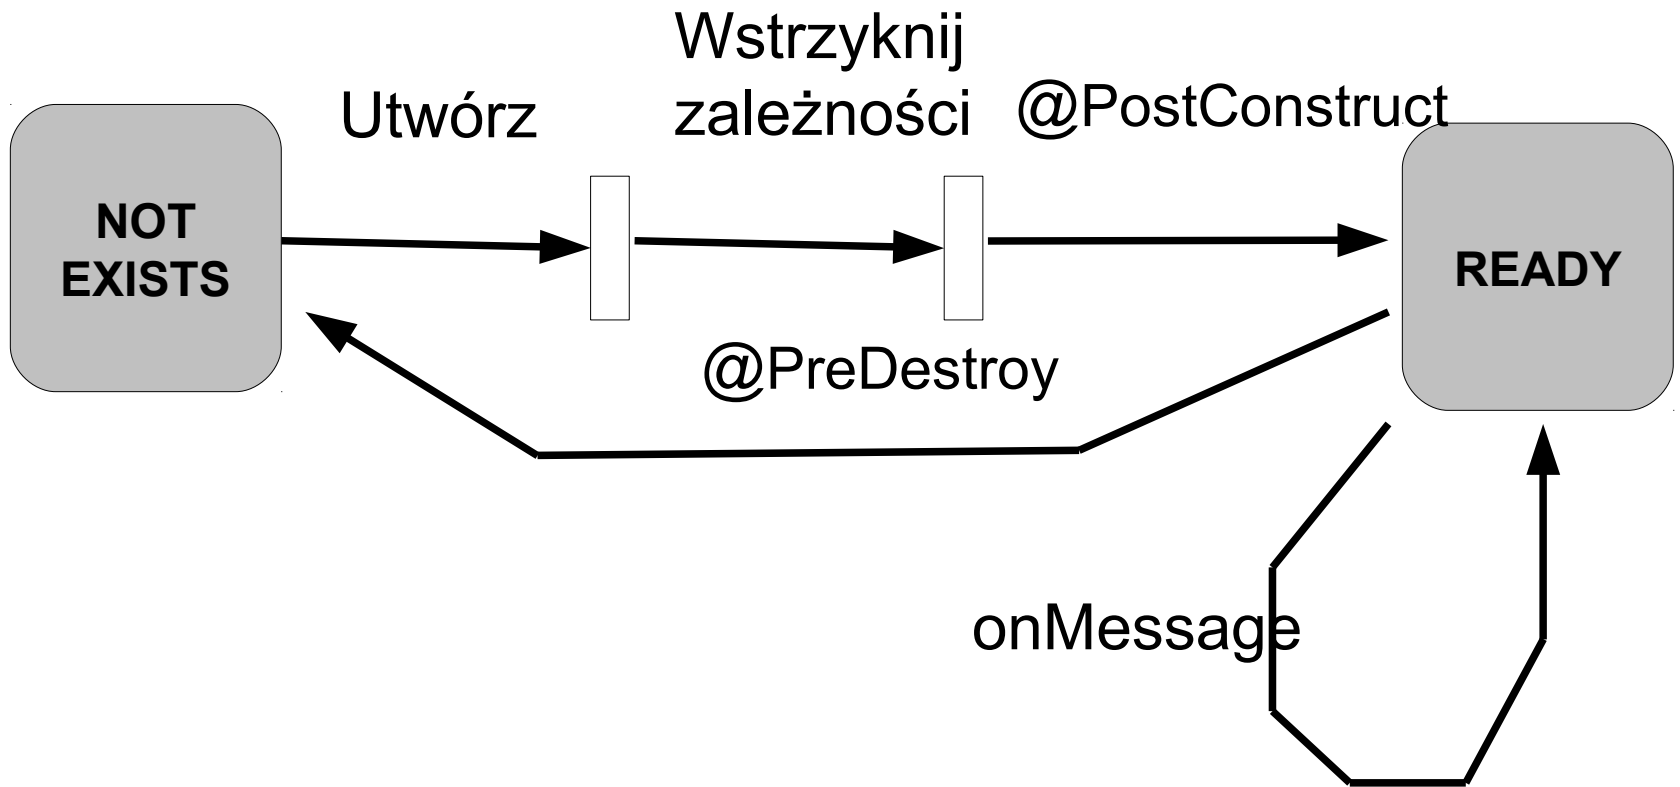 Wstrzyknij
zależności
Utwórz
@PostConstruct
NOT
EXISTS
READY
@PreDestroy
onMessage